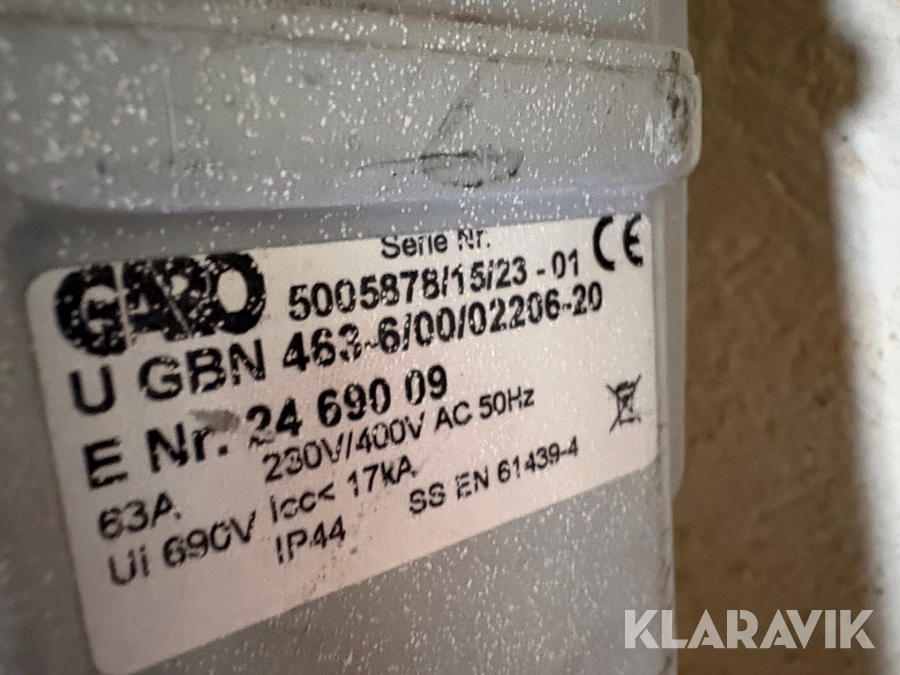 GARO
Serie Nr.
CE
5005878/15/23-01
U GBN 463-6/00/02206-20
E Nr. 24 690 09
63A 230V/400V AC 50Hz
Ui 690V Icc< 17kA
IP44 SS EN 61439-4
KLARAVIK